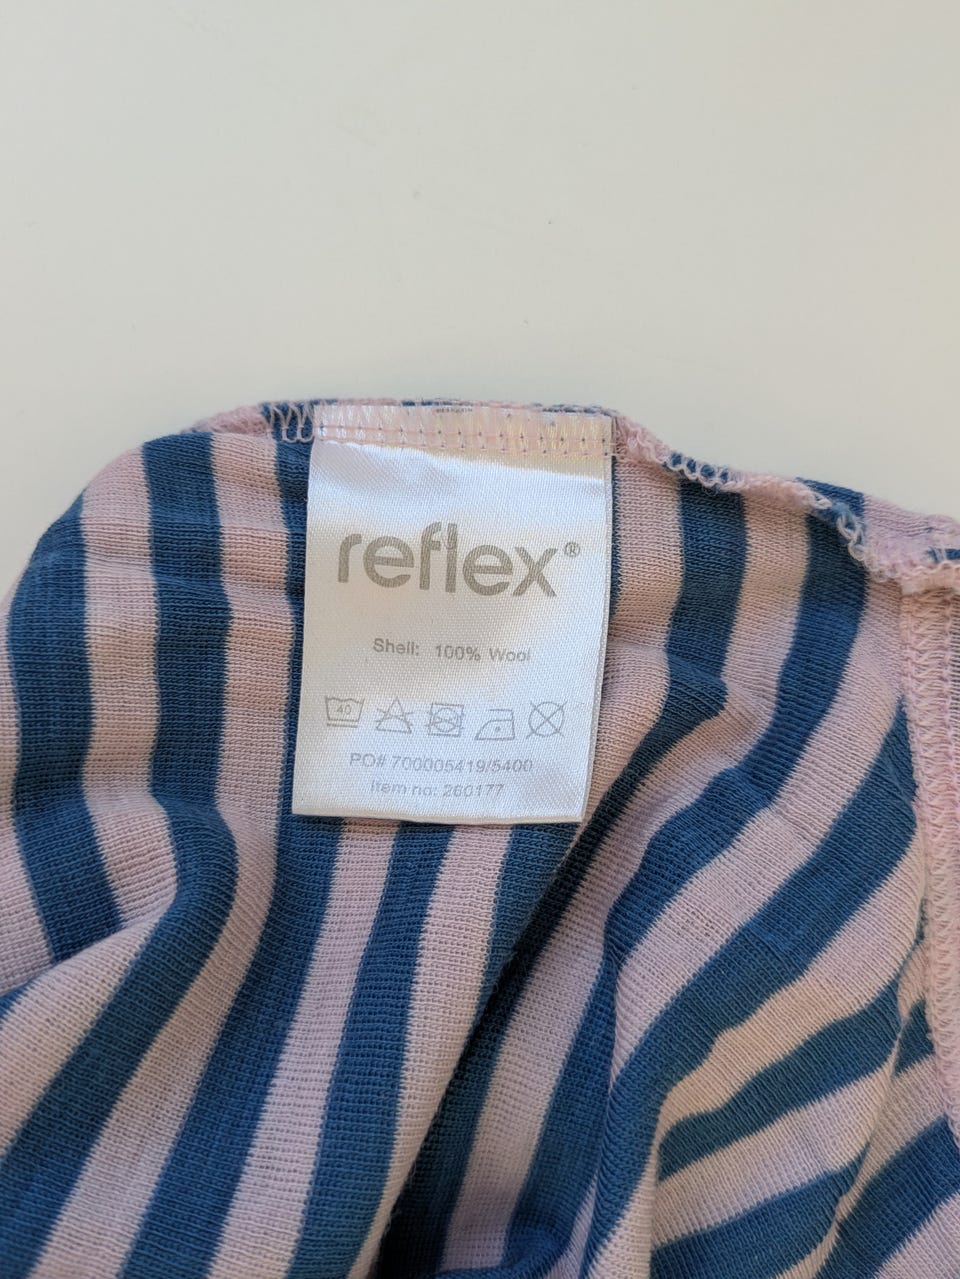 reflex®
Shell: 100% Wool
40
PO# 700005419/5400
Item no: 260177